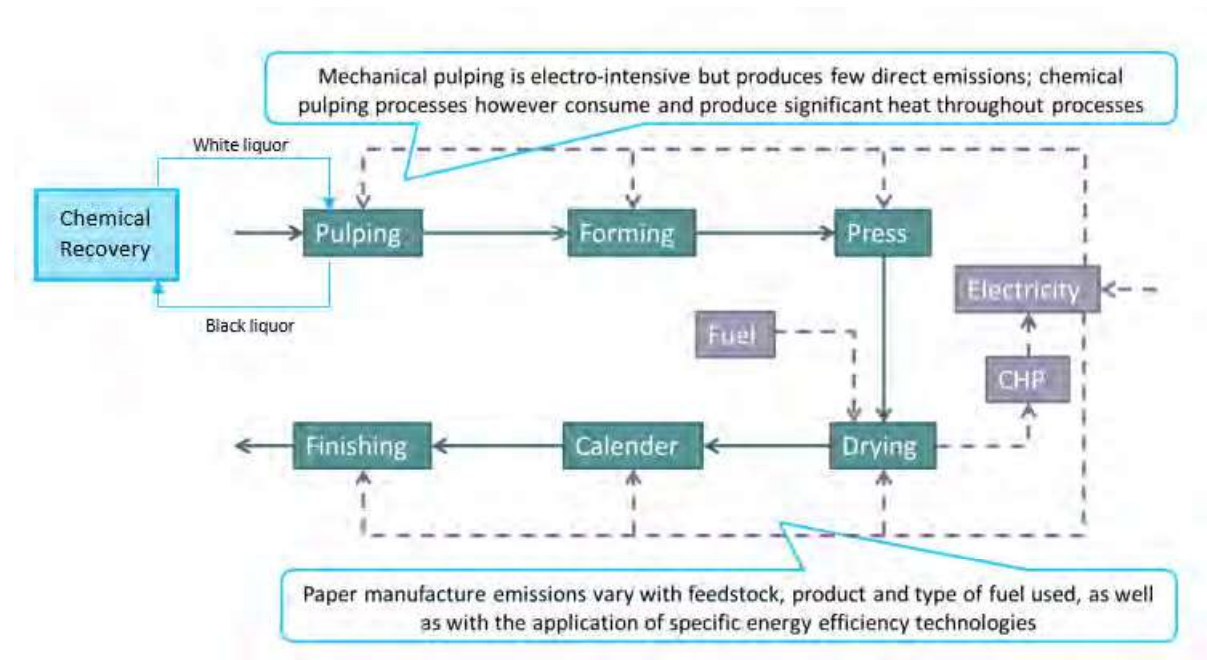 Mechanical pulping is electro-intensive but produces few direct emissions; chemical
pulping processes however consume and produce significant heat throughout processes
White liquor
Chemical
Recovery
Pulping
Forming
Press
Black liquor
Electricity
Fuel
CHP
Finishing
Calender
Drying
Paper manufacture emissions vary with feedstock, product and type of fuel used, as well
as with the application of specific energy efficiency technologies